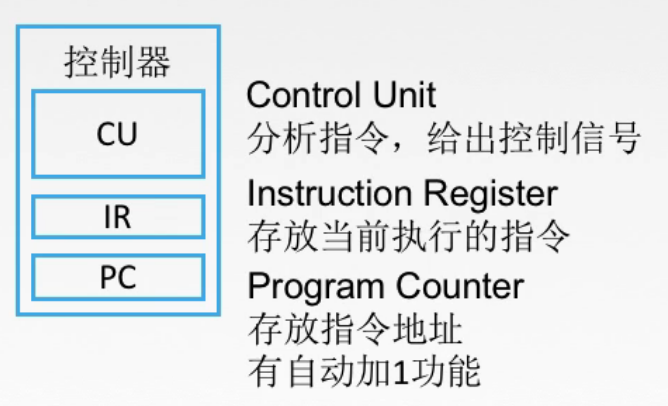 控制器
CU
Control Unit
分析指令，给出控制信号
IR
Instruction Register
存放当前执行的指令
PC
Program Counter
存放指令地址
有自动加1功能